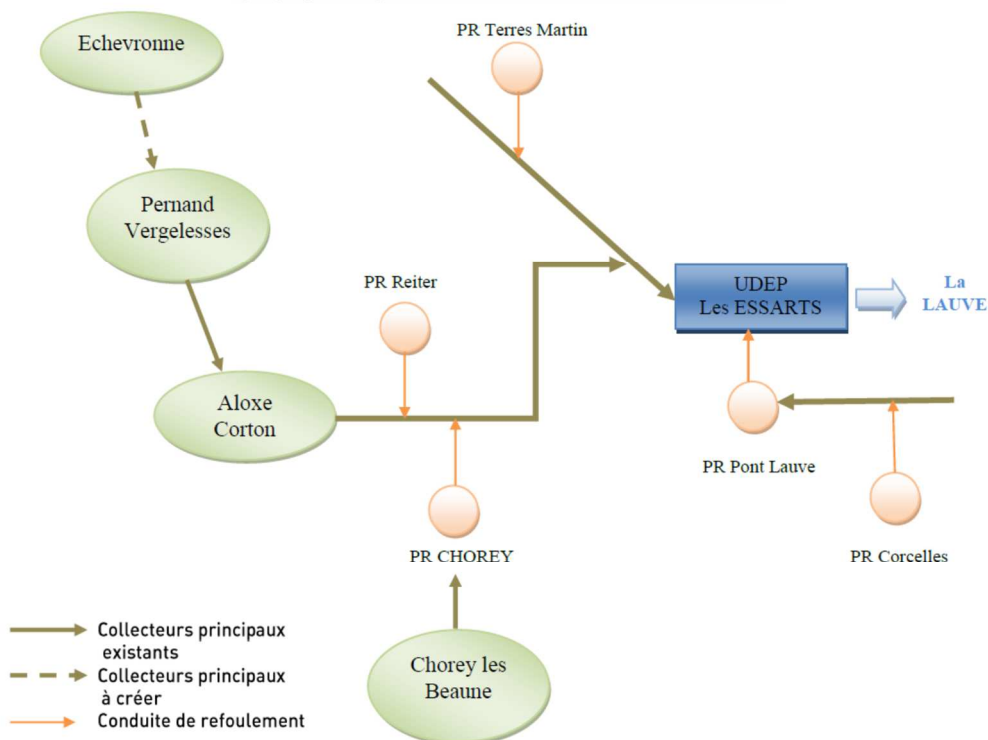 Echevronne
PR Terres Martin
Pernand
Vergelesses
PR Reiter
UDEP
Les ESSARTS
La
LAUVE
Aloxe
Corton
PR Pont Lauve
PR CHOREY
PR Corcelles
Chorey les
Beaune
Collecteurs principaux
existants
Collecteurs principaux
à créer
Conduite de refoulement